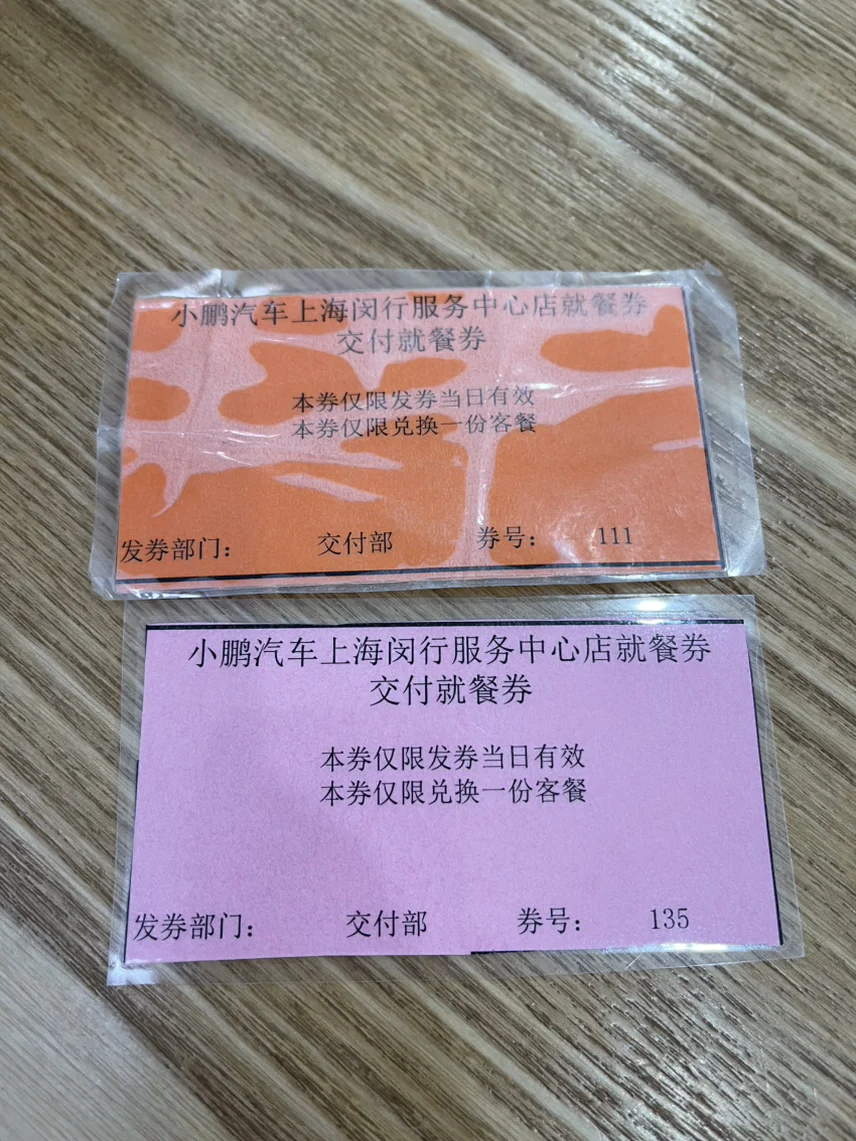 小鹏汽车上海闵行服务中心店就餐券
交付就餐券
本券仅限发券当日有效
本券仅限兑换一份客餐
发券部门： 交付部 券号： 111
小鹏汽车上海闵行服务中心店就餐券
交付就餐券
本券仅限发券当日有效
本券仅限兑换一份客餐
发券部门： 交付部 券号： 135